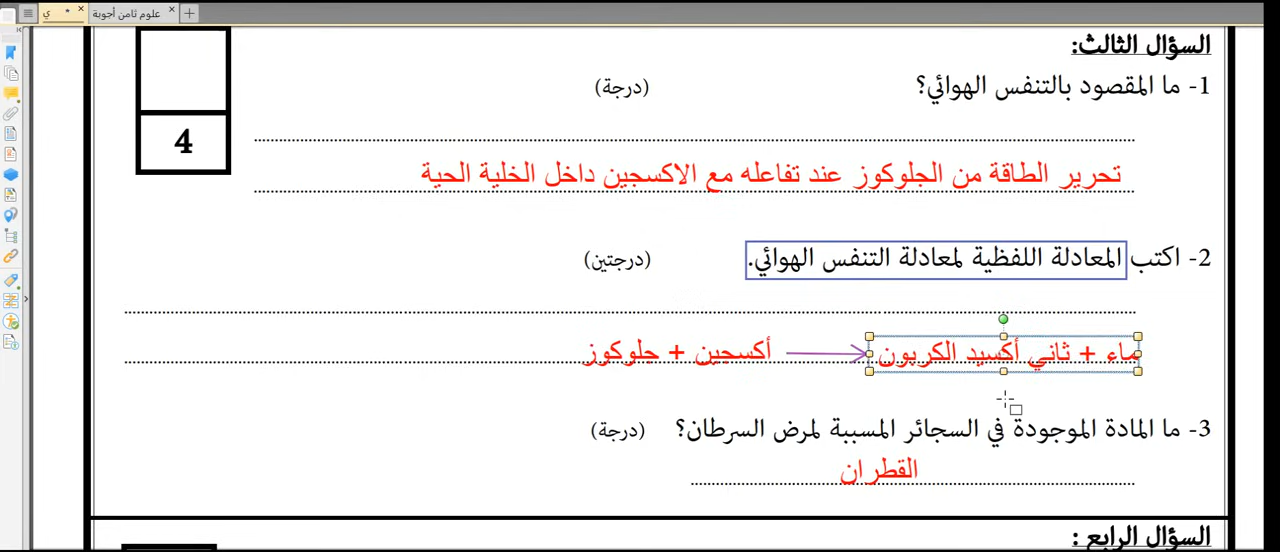 ي *
علوم ثامن أجوبة
السؤال الثالث:
1- ما المقصود بالتنفس الهوائي؟ (درجة)
4
تحرير الطاقة من الجلوكوز عند تفاعله مع الاكسجين داخل الخلية الحية
2- اكتب المعادلة اللفظية لمعادلة التنفس الهوائي. (درجتين)
ماء + ثاني أكسيد الكربون
أكسجين + جلوكوز
3- ما المادة الموجودة في السجائر المسببة لمرض السرطان؟ (درجة)
القطران
السؤال الرابع :